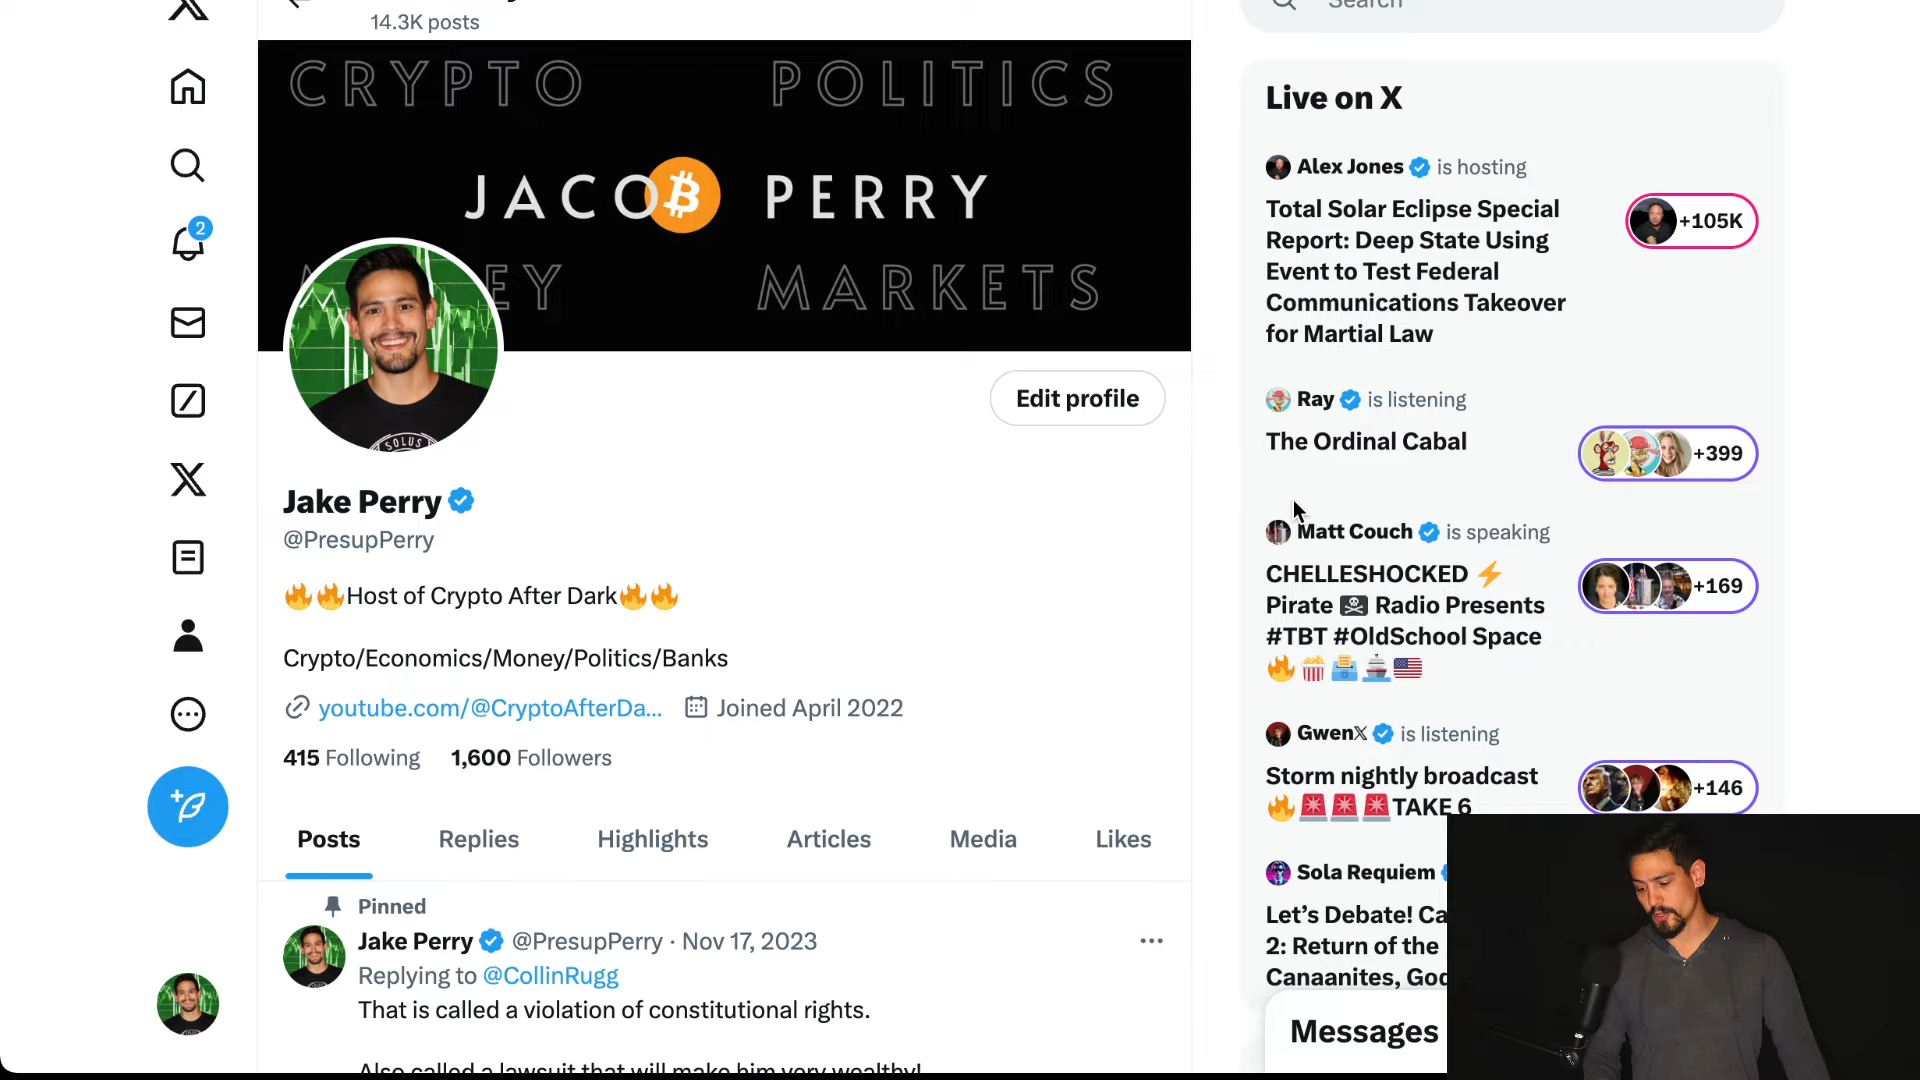 14.3K posts
Search
CRYPTO POLITICS
JACOB PERRY
EY MARKETS
SOLUS
Edit profile
Jake Perry
@PresupPerry
🔥🔥Host of Crypto After Dark🔥🔥
Crypto/Economics/Money/Politics/Banks
youtube.com/@CryptoAfterDa... Joined April 2022
415 Following 1,600 Followers
Posts Replies Highlights Articles Media Likes
Pinned
Jake Perry @PresupPerry · Nov 17, 2023
Replying to @CollinRugg
That is called a violation of constitutional rights.
Also called a lawsuit that will make him very wealthy!
2
Live on X
Alex Jones is hosting
Total Solar Eclipse Special
Report: Deep State Using
Event to Test Federal
Communications Takeover
for Martial Law
+105K
Ray is listening
The Ordinal Cabal
+399
Matt Couch is speaking
CHELLESHOCKED ⚡
Pirate 🏴‍☠️ Radio Presents
#TBT #OldSchool Space
🔥🍿🗳️🚢🇺🇸
+169
Gwen𝕏 is listening
Storm nightly broadcast
🔥🚨🚨🚨TAKE 6
+146
Sola Requiem
Let's Debate! Ca
2: Return of the
Canaanites, God
Messages